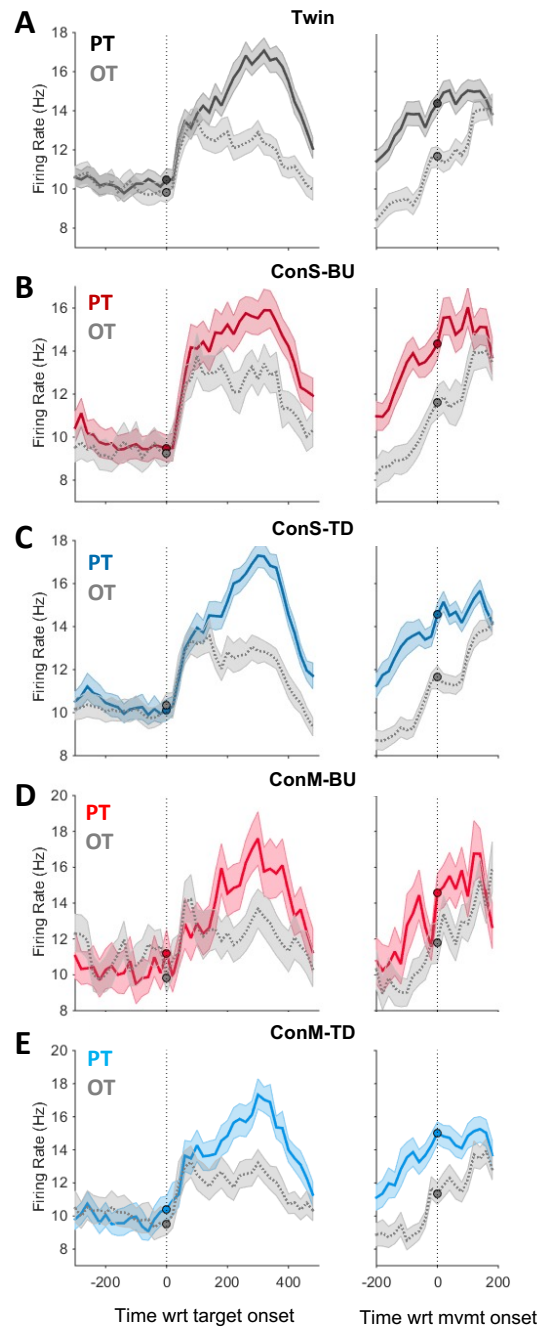 A Twin
PT
OT
Firing Rate (Hz)
18
16
14
12
10
8
B ConS-BU
PT
OT
Firing Rate (Hz)
16
14
12
10
8
C ConS-TD
PT
OT
Firing Rate (Hz)
18
16
14
12
10
8
D ConM-BU
PT
OT
Firing Rate (Hz)
20
18
16
14
12
10
8
E ConM-TD
PT
OT
Firing Rate (Hz)
20
18
16
14
12
10
8
-200 0 200 400 -200 0 200
Time wrt target onset Time wrt mvmt onset